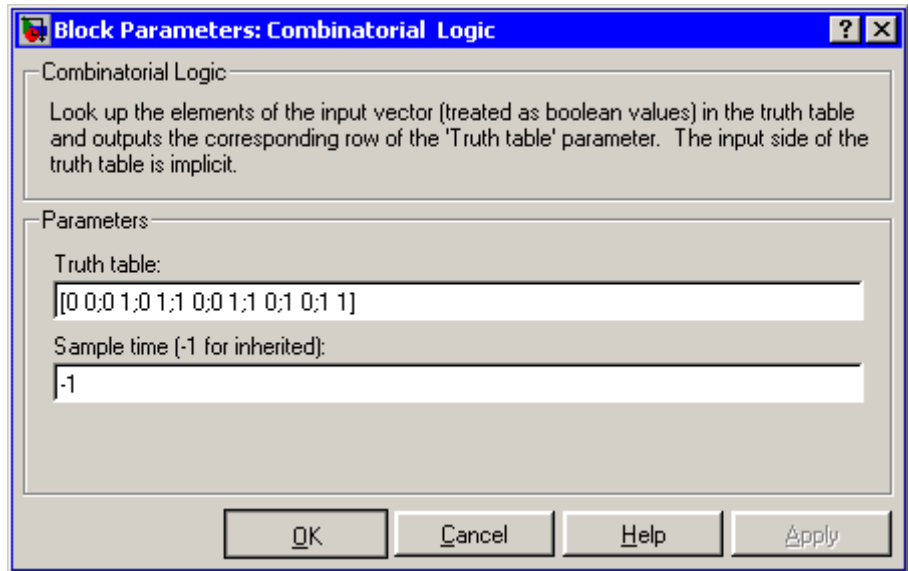 Block Parameters: Combinatorial  Logic
Combinatorial Logic
Look up the elements of the input vector (treated as boolean values) in the truth table
and outputs the corresponding row of the 'Truth table' parameter.  The input side of the
truth table is implicit.
Parameters
Truth table:
[0 0;0 1;0 1;1 0;0 1;1 0;1 0;1 1]
Sample time (-1 for inherited):
-1
OK Cancel Help Apply